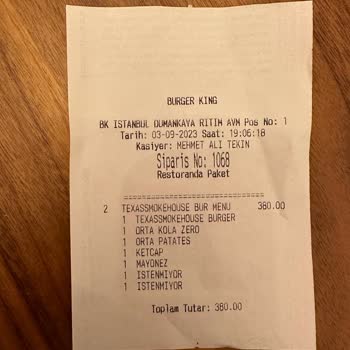 BURGER KING
BK ISTANBUL DUMANKAYA RITIM AVM Pos No: 1
Tarih: 03-09-2023 Saat: 19:06:18
Kasiyer: MEHMET ALI TEKIN
Siparis No: 1068
Restoranda Paket
==============================
2 TEXASSMOKEHOUSE BUR MENU 380.00
1 TEXASSMOKEHOUSE BURGER
1 ORTA KOLA ZERO
1 ORTA PATATES
1 KETCAP
1 MAYONEZ
1 ISTENMIYOR
1 ISTENMIYOR
Toplam Tutar: 380.00